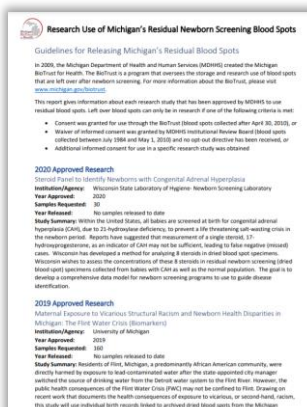 Research Use of Michigan's Residual Newborn Screening Blood Spots
Guidelines for Releasing Michigan's Residual Blood Spots
In 2009, the Michigan Department of Health and Human Services (MDHHS) created the Michigan
BioTrust for Health. The BioTrust is a program that oversees the storage and research use of blood spots
that are left over after newborn screening. For more information about the BioTrust, please visit
www.michigan.gov/biotrust.
This report gives information about each research study that has been approved by MDHHS to use
residual blood spots. Left over blood spots can only be in research if one of the following criteria is met:
• Consent was granted for use through the BioTrust (blood spots collected after April 30, 2010), or
• Waiver of informed consent was granted by MDHHS Institutional Review Board (blood spots
collected between July 1984 and May 1, 2010) and no opt-out directive has been received, or
• Additional informed consent for use in a specific research study was obtained
2020 Approved Research
Steroid Panel to Identify Newborns with Congenital Adrenal Hyperplasia
Institution/Agency: Wisconsin State Laboratory of Hygiene- Newborn Screening Laboratory
Year Approved: 2020
Samples Requested: 30
Year Released: No samples released to date
Study Summary: Within the United States, all babies are screened at birth for congenital adrenal
hyperplasia (CAH), due to 21-hydroxylase deficiency, to prevent a life threatening salt-wasting crisis in
the newborn period. Reports have suggested that measurement of a single steroid, 17-
hydroxyprogesterone, as an indicator of CAH may not be sufficient, leading to false negative (missed)
cases. Wisconsin has developed a method for analyzing 8 steroids in dried blood spot specimens.
Wisconsin wishes to assess the concentrations of these 8 steroids in residual newborn screening (dried
blood spot) specimens collected from babies with CAH as well as the normal population. The goal is to
develop a comprehensive data model for newborn screening programs to use to guide disease
identification.
2019 Approved Research
Maternal Exposure to Vicarious Structural Racism and Newborn Health Disparities in
Michigan: The Flint Water Crisis (Biomarkers)
Institution/Agency: University of Michigan
Year Approved: 2019
Samples Requested: 160
Year Released: No samples released to date
Study Summary: Residents of Flint, Michigan, a predominantly African American community, were
directly harmed by exposure to lead-contaminated water after the state-appointed city manager
switched the source of drinking water from the Detroit water system to the Flint River. However, the
public health consequences of the Flint Water Crisis (FWC) may not be confined to Flint. Drawing on
recent work that documents the health consequences of exposure to vicarious, or second-hand, racism,
this study will use individual birth records linked to archived dried blood spots from the Michigan